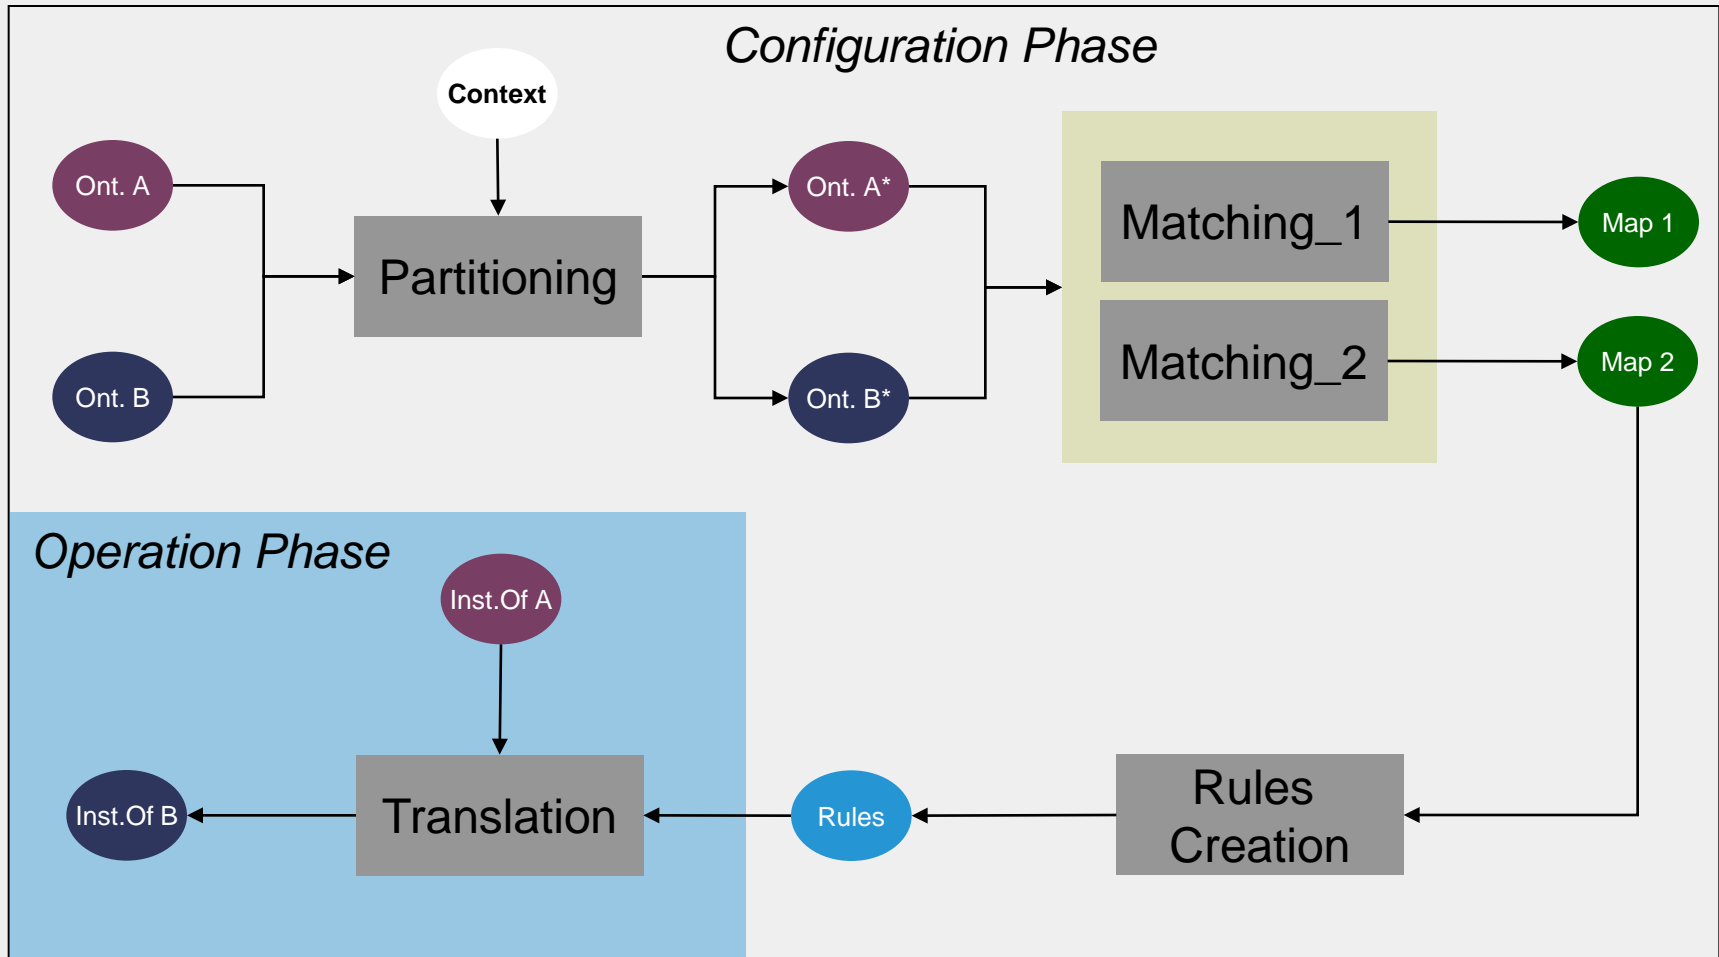 Configuration Phase
Context
Ont. A
Ont. A*
Matching_1
Map 1
Partitioning
Ont. B
Ont. B*
Matching_2
Map 2
Operation Phase
Inst.Of A
Inst.Of B
Translation
Rules
Rules
Creation